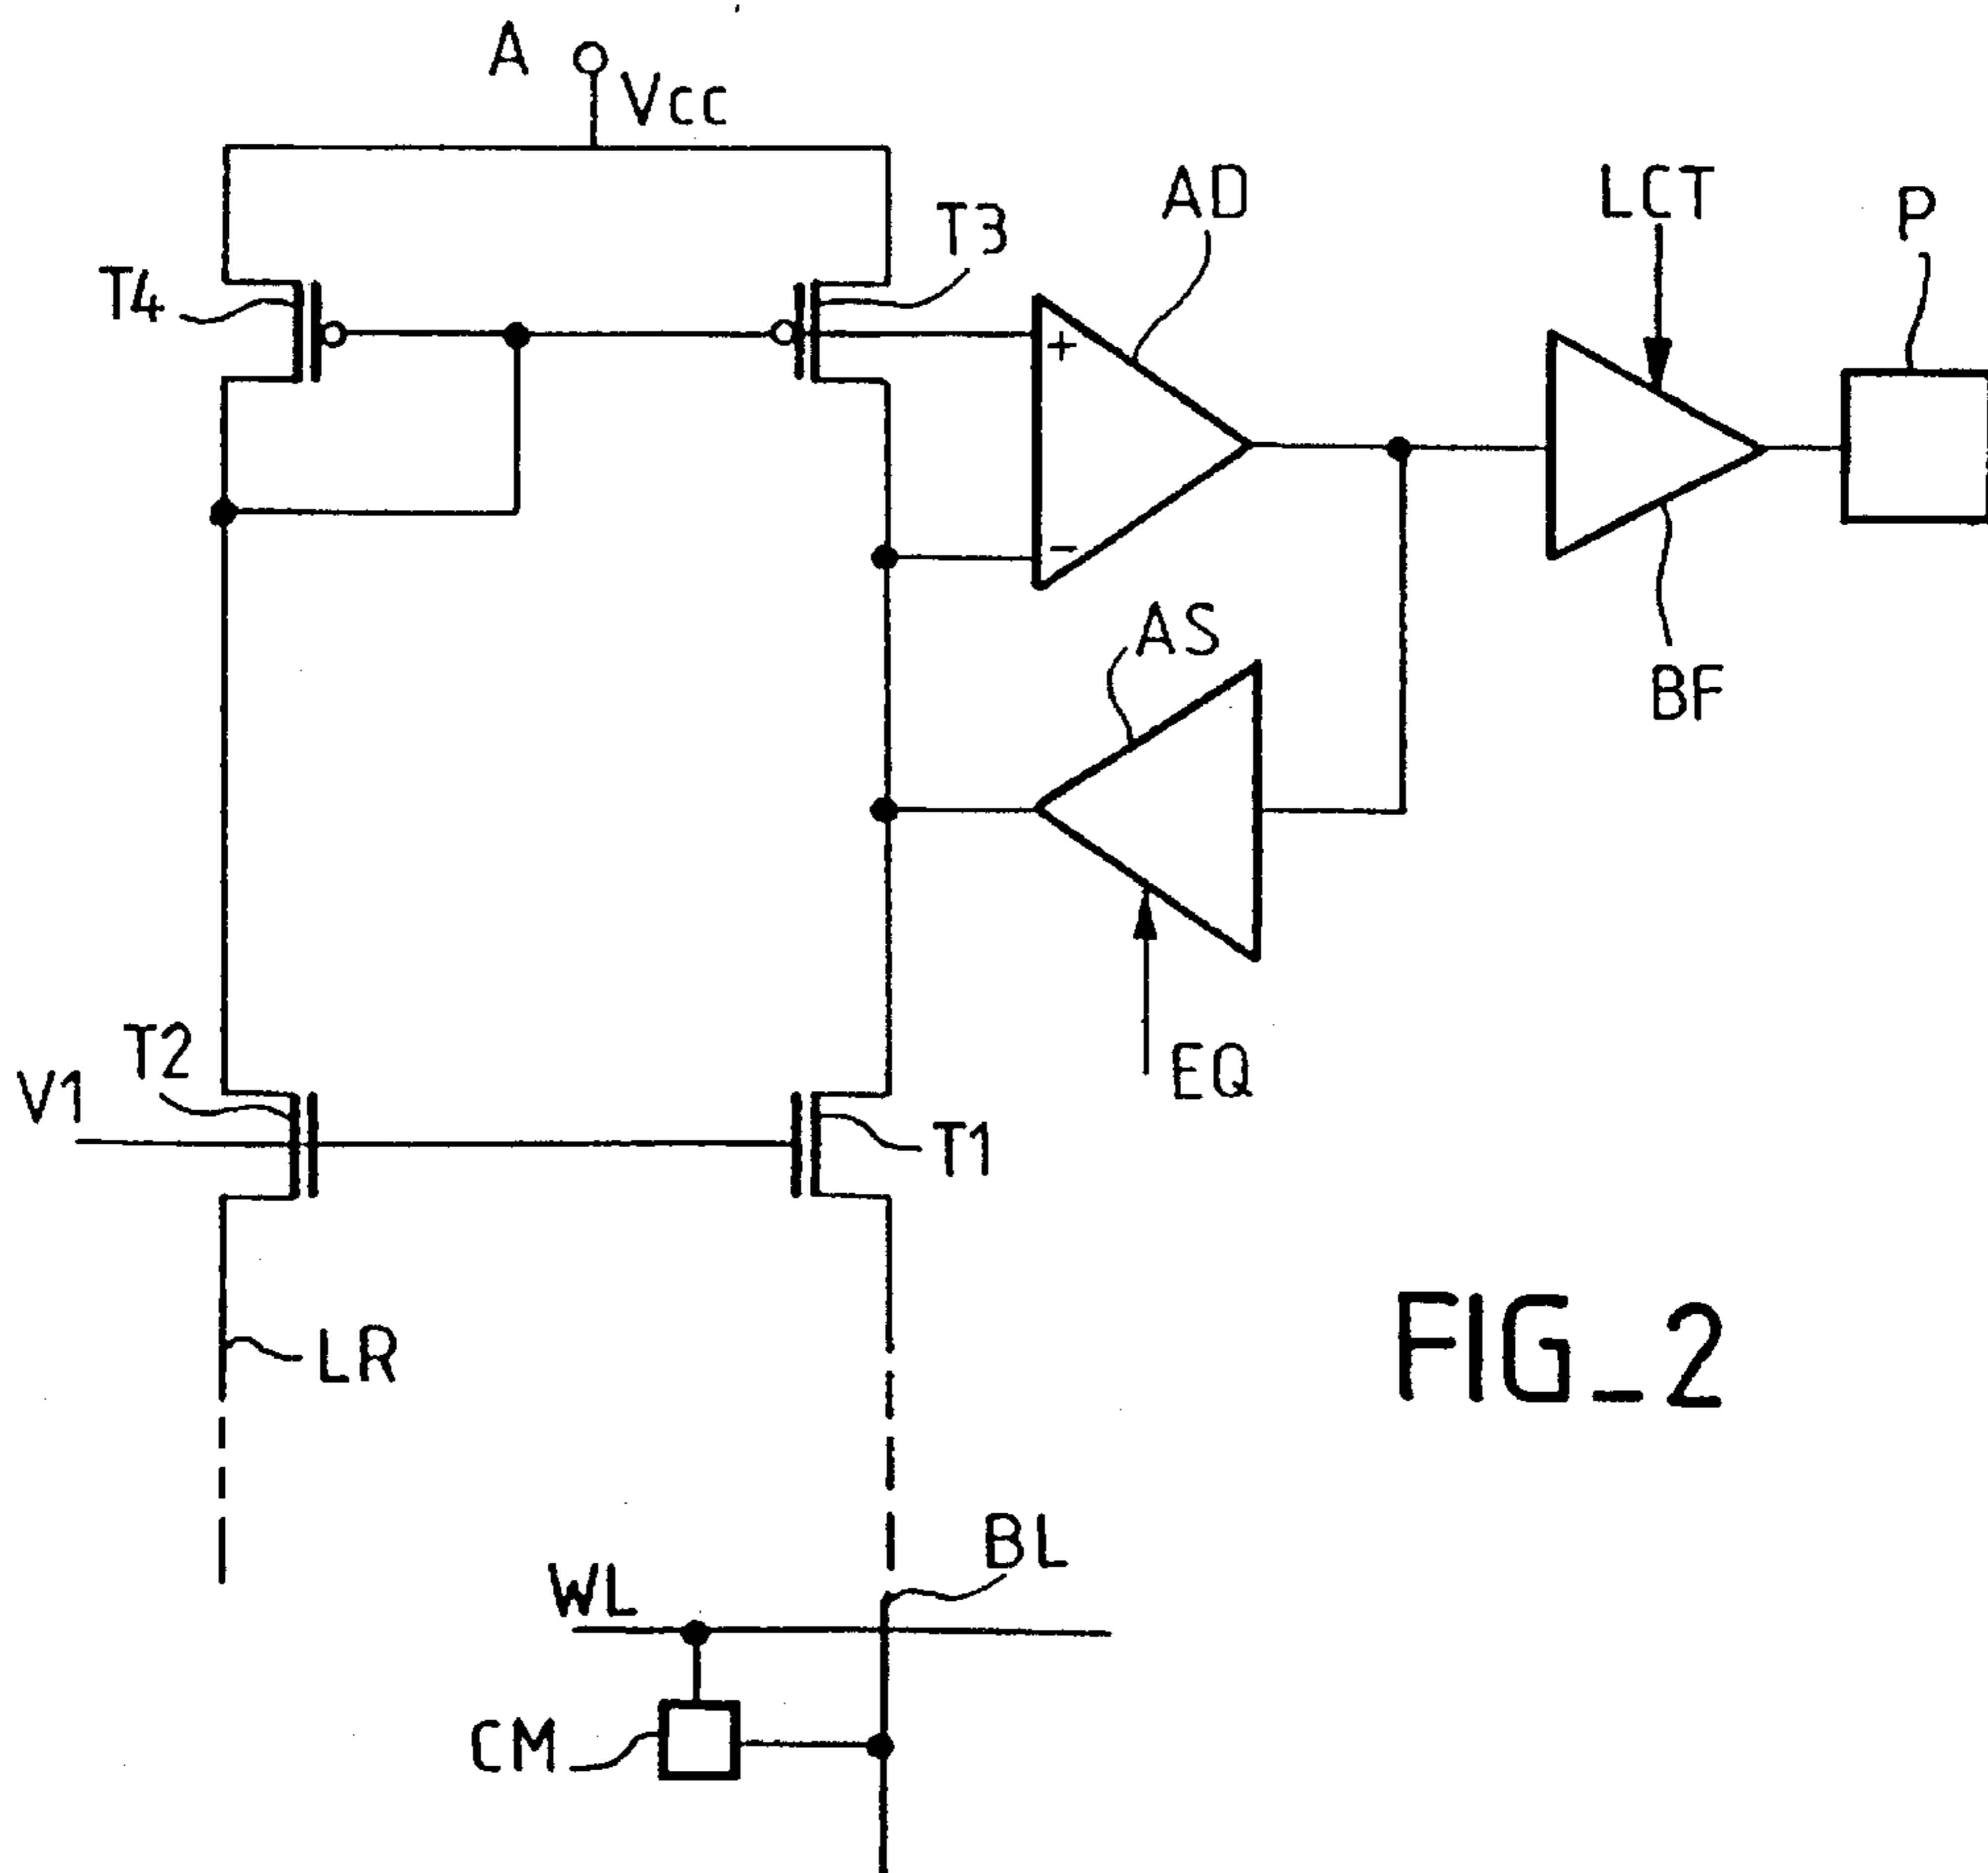 A
Vcc
AD
LCT
P
T3
T4
+
−
AS
BF
EQ
T2
V1
T1
LR
FIG_2
BL
WL
CM